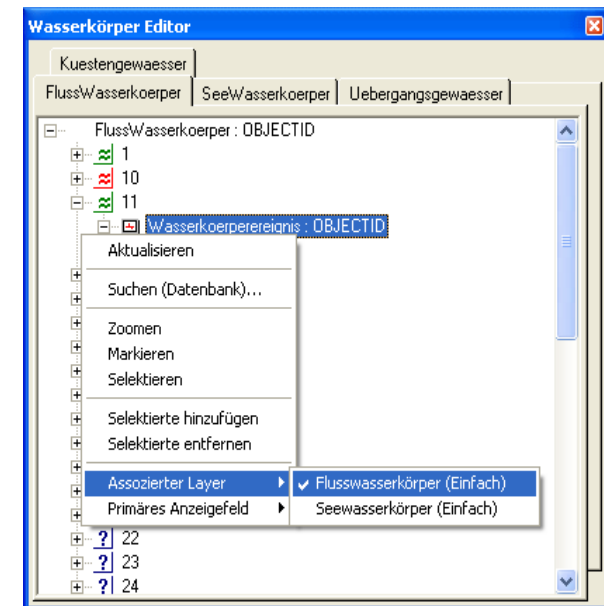 Wasserkörper Editor
Kuestengewaesser
FlussWasserkoerper SeeWasserkoerper Uebergangsgewaesser
FlussWasserkoerper : OBJECTID
1
10
11
Wasserkoerperereignis : OBJECTID
Aktualisieren
Suchen (Datenbank)...
Zoomen
Markieren
Selektieren
Selektierte hinzufügen
Selektierte entfernen
Assozierter Layer
Flusswasserkörper (Einfach)
Primäres Anzeigefeld
Seewasserkörper (Einfach)
? 22
? 23
? 24